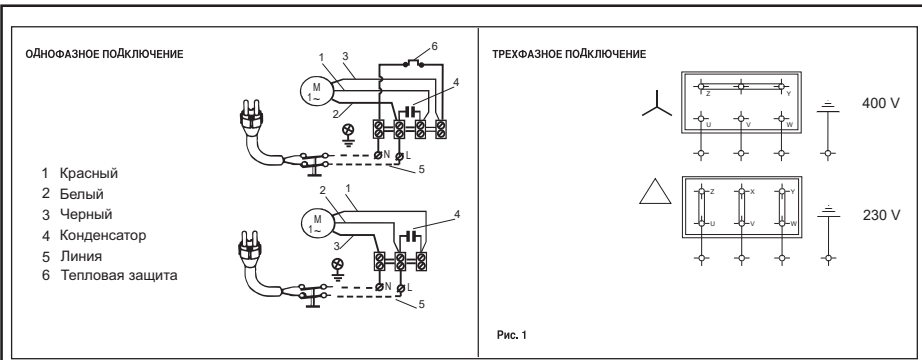 ОДНОФАЗНОЕ ПОДКЛЮЧЕНИЕ
6
1 3
4
M
1~
2
N L
5
1 Красный
2 Белый
3 Черный
4 Конденсатор
5 Линия
6 Тепловая защита
2 1
4
M
1~
3
N L
5
ТРЕХФАЗНОЕ ПОДКЛЮЧЕНИЕ
Z Y
400 V
U V W
Z X Y
230 V
U V W
Рис. 1